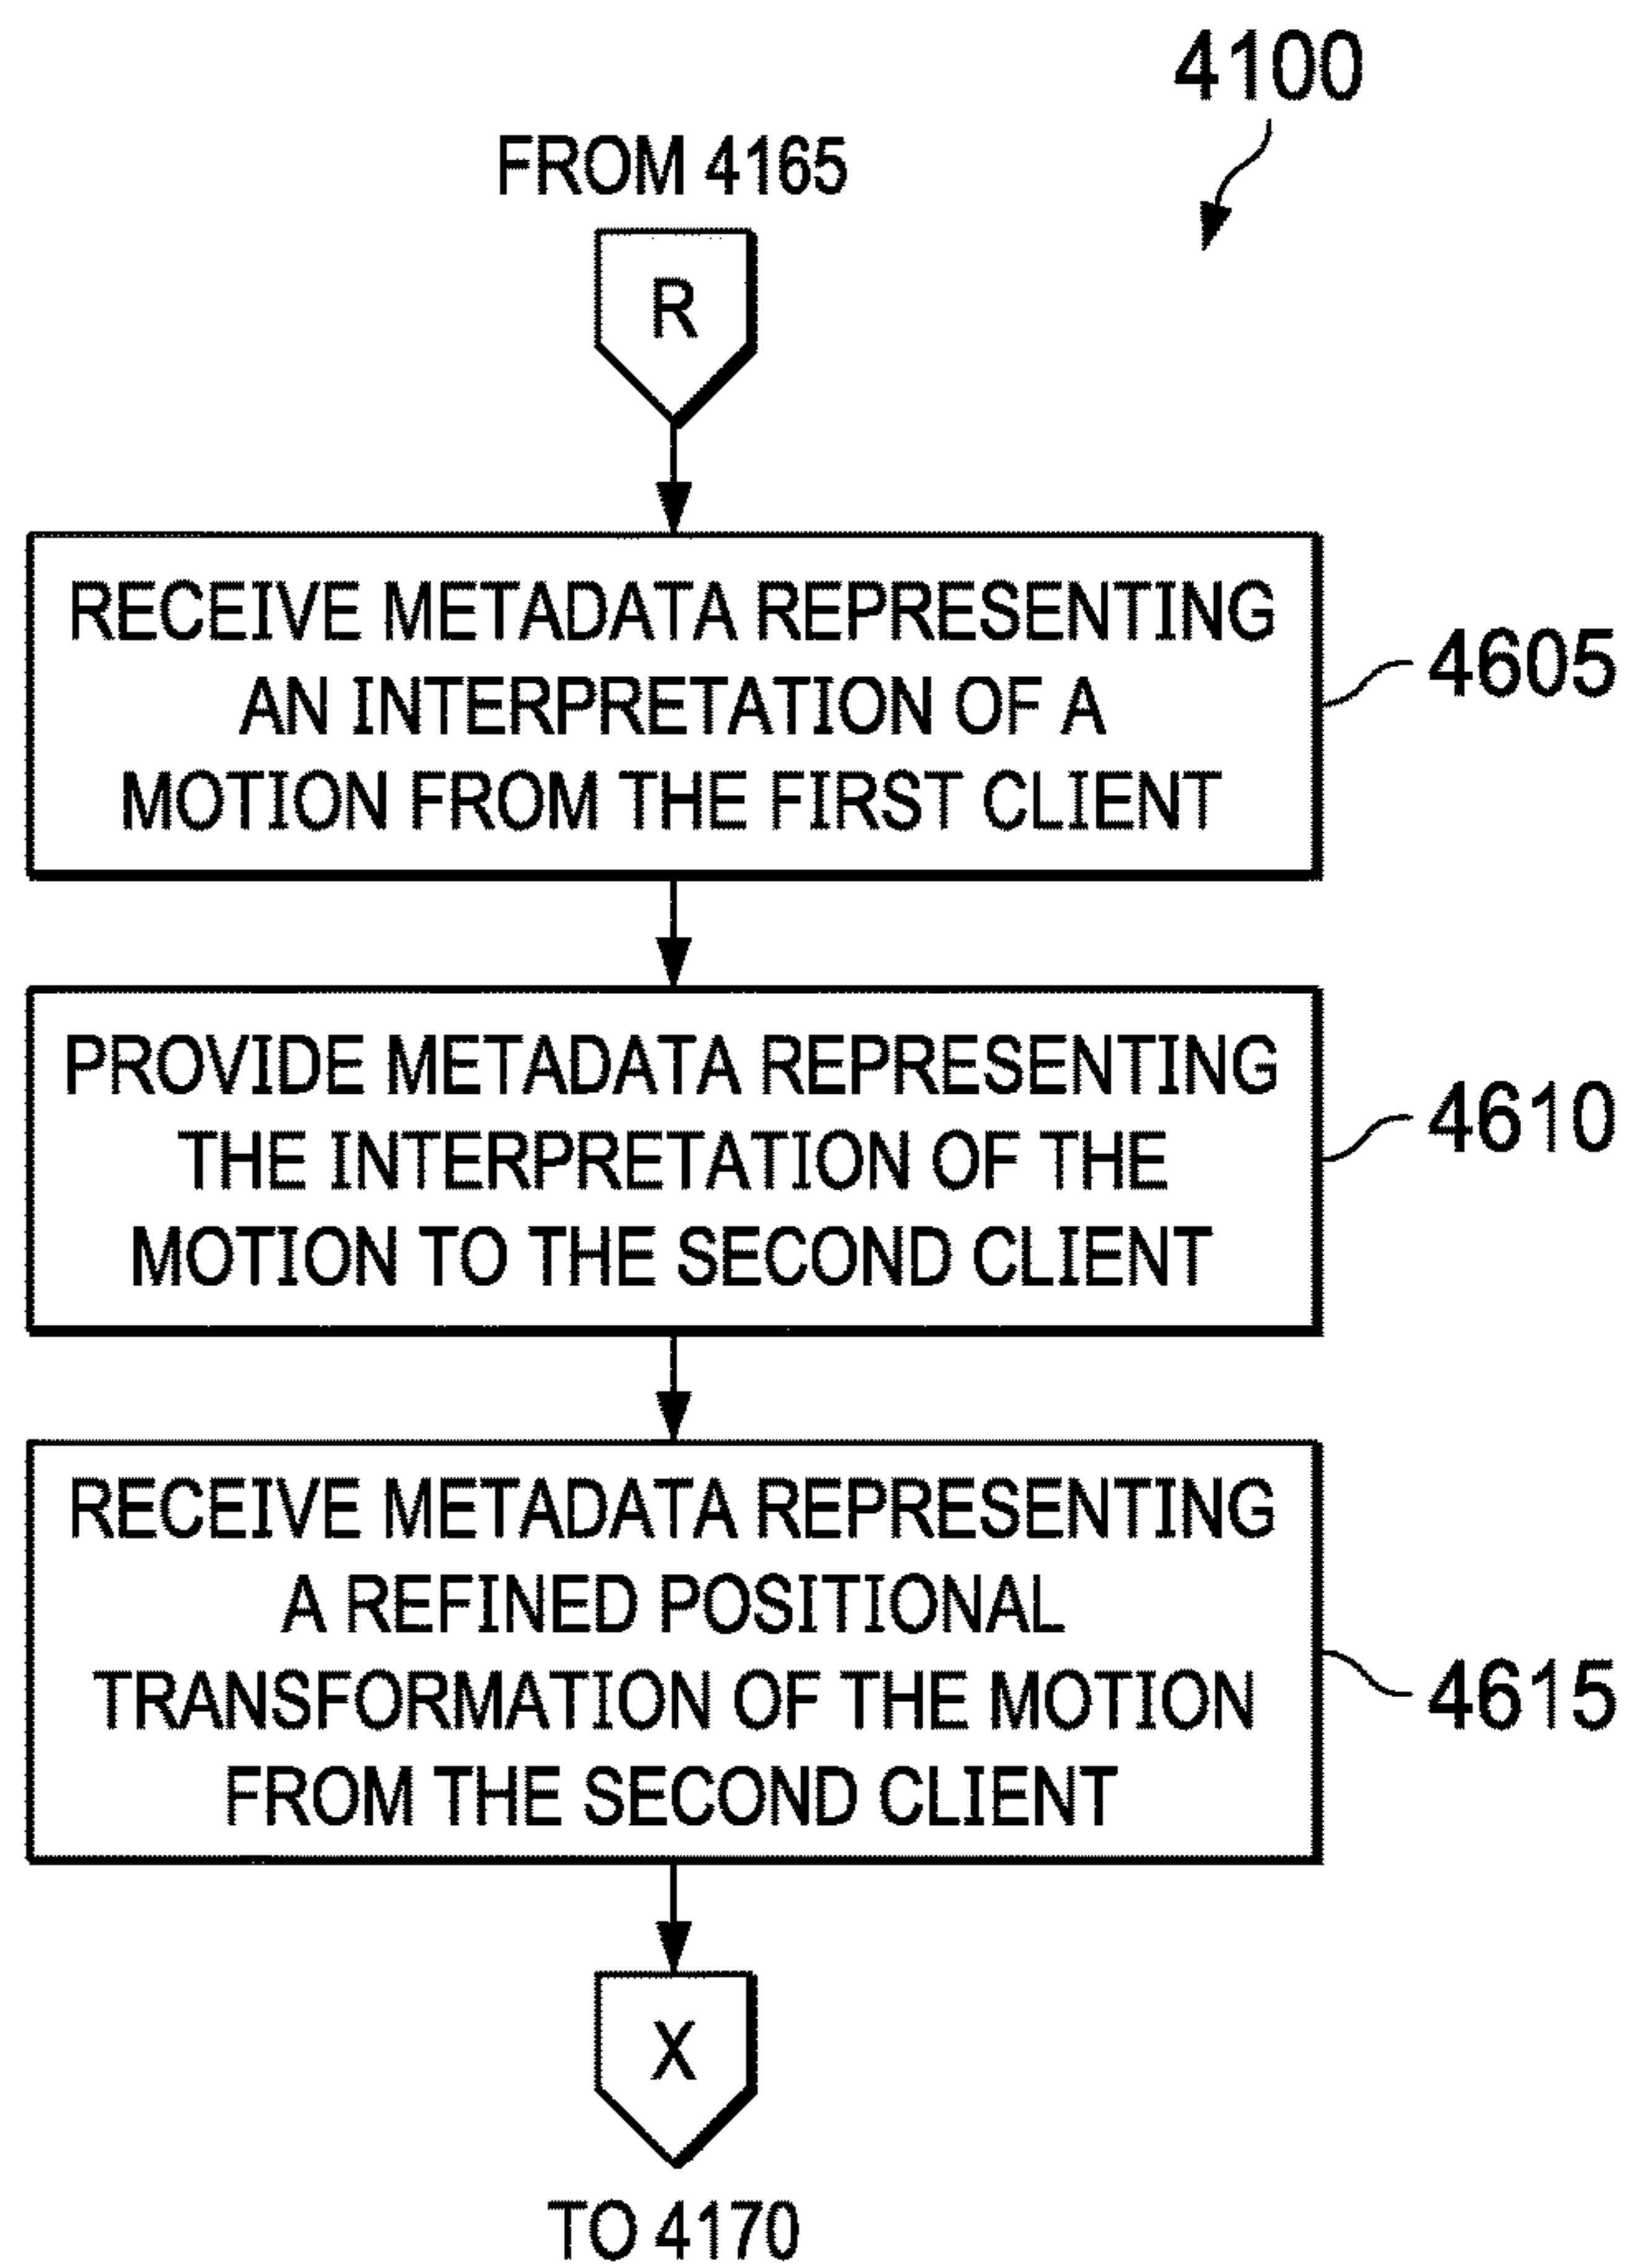 4100
FROM 4165
R
RECEIVE METADATA REPRESENTING
AN INTERPRETATION OF A
MOTION FROM THE FIRST CLIENT
4605
PROVIDE METADATA REPRESENTING
THE INTERPRETATION OF THE
MOTION TO THE SECOND CLIENT
4610
RECEIVE METADATA REPRESENTING
A REFINED POSITIONAL
TRANSFORMATION OF THE MOTION
FROM THE SECOND CLIENT
4615
X
TO 4170